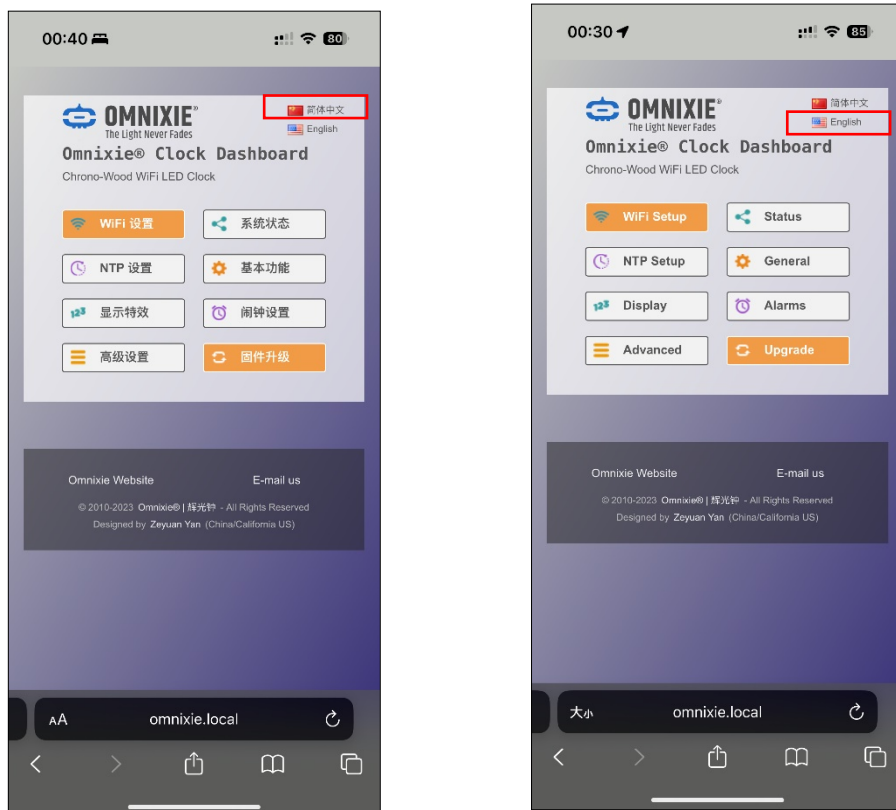 00:40
80
OMNIXIE®
The Light Never Fades
简体中文
English
Omnixie® Clock Dashboard
Chrono-Wood WiFi LED Clock
WiFi 设置
系统状态
NTP 设置
基本功能
123 显示特效
闹钟设置
高级设置
固件升级
Omnixie Website
E-mail us
© 2010-2023 Omnixie® | 辉光钟 - All Rights Reserved
Designed by Zeyuan Yan (China/California US)
AA
omnixie.local
00:30
85
OMNIXIE®
The Light Never Fades
简体中文
English
Omnixie® Clock Dashboard
Chrono-Wood WiFi LED Clock
WiFi Setup
Status
NTP Setup
General
123 Display
Alarms
Advanced
Upgrade
Omnixie Website
E-mail us
© 2010-2023 Omnixie® | 辉光钟 - All Rights Reserved
Designed by Zeyuan Yan (China/California US)
大小
omnixie.local